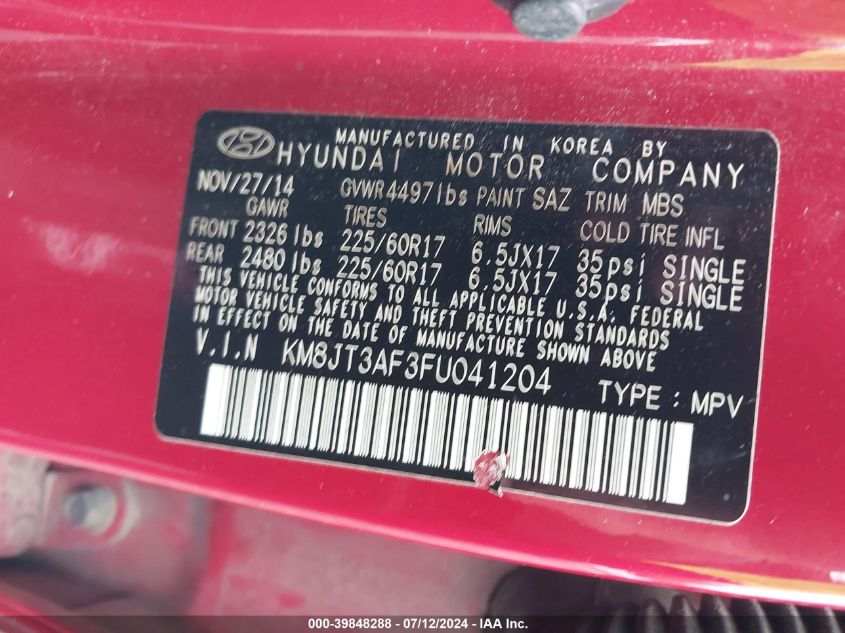 MANUFACTURED IN KOREA BY
HYUNDAI MOTOR COMPANY
NOV/27/14 GVWR 4497lbs PAINT SAZ TRIM MBS
GAWR TIRES RIMS COLD TIRE INFL
FRONT 2326lbs 225/60R17 6.5JX17 35psi SINGLE
REAR 2480lbs 225/60R17 6.5JX17 35psi SINGLE
THIS VEHICLE CONFORMS TO ALL APPLICABLE U.S.A. FEDERAL
MOTOR VEHICLE SAFETY AND THEFT PREVENTION STANDARDS
IN EFFECT ON THE DATE OF MANUFACTURE SHOWN ABOVE
V.I.N KM8JT3AF3FU041204 TYPE : MPV
000-39848288 - 07/12/2024 - IAA Inc.